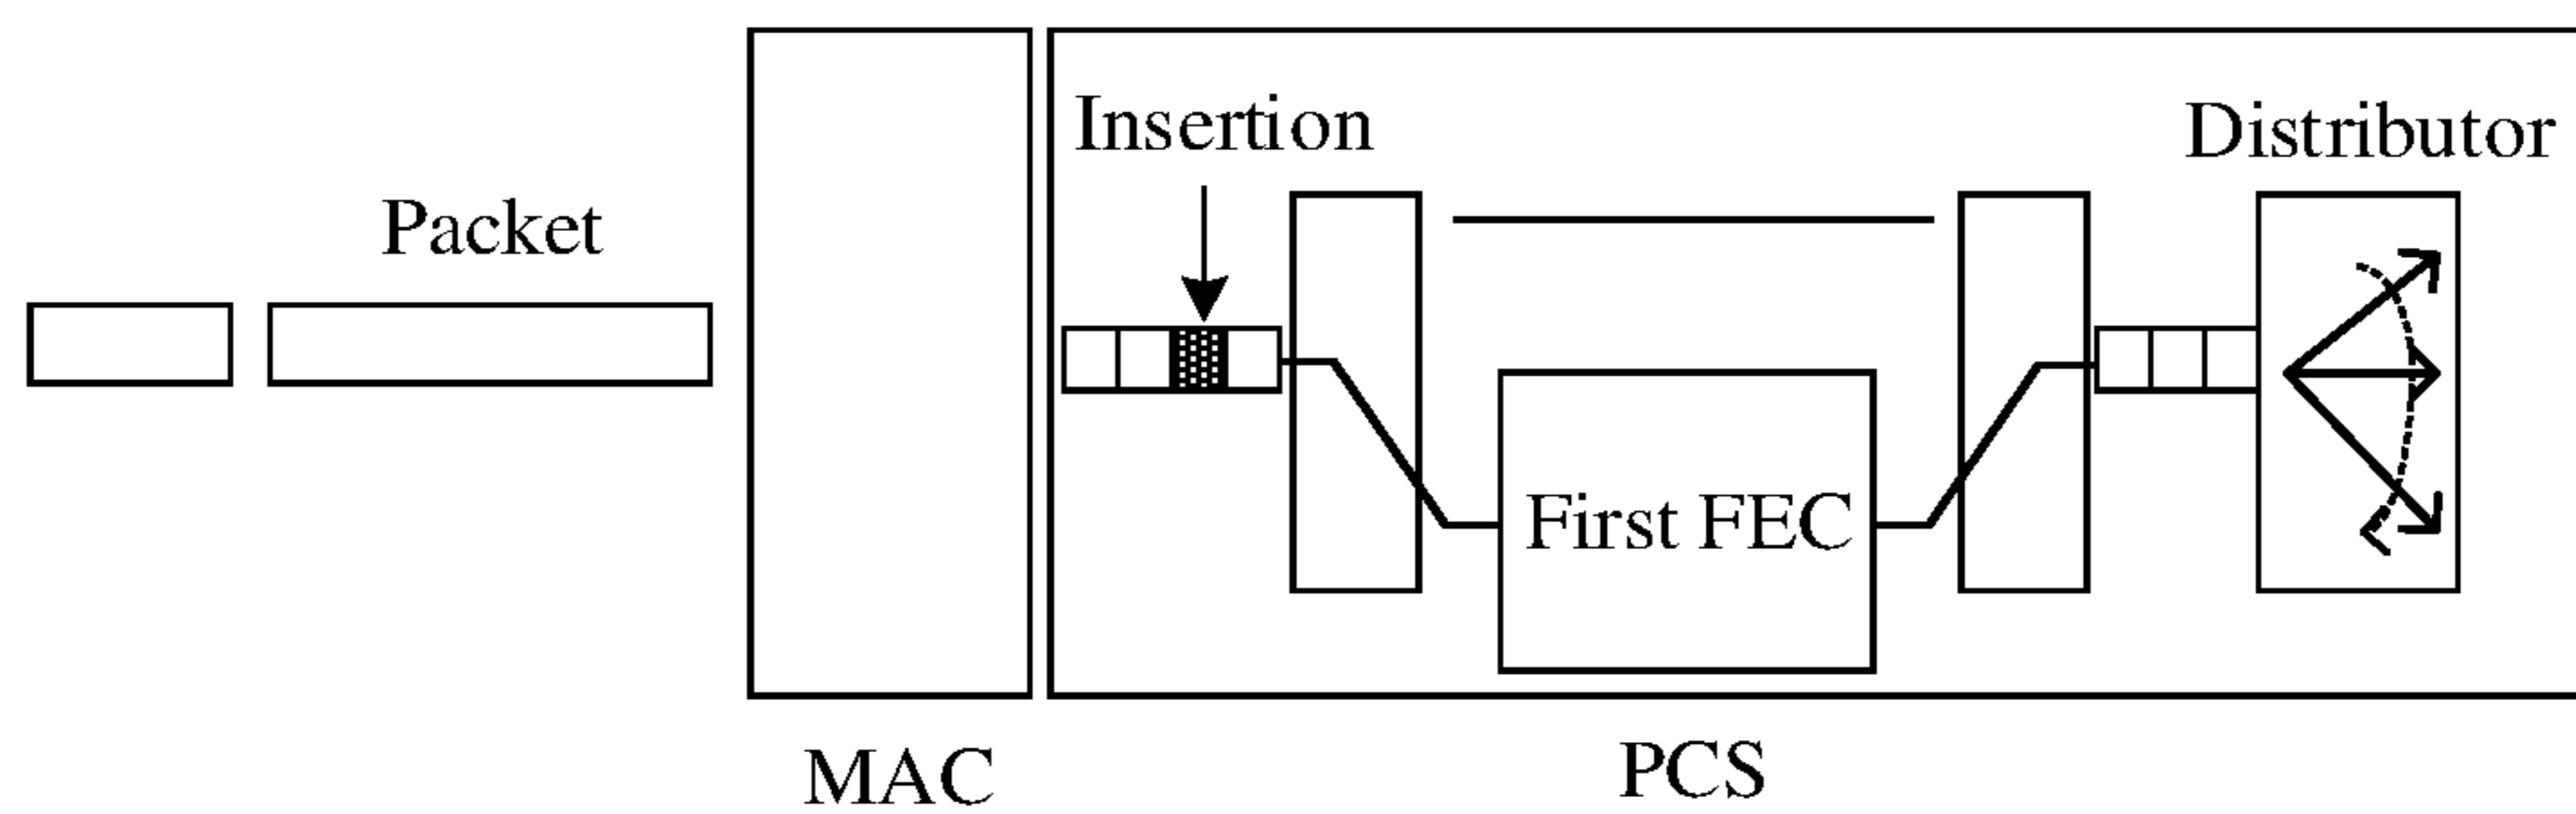 Insertion
Distributor
Packet
First FEC
MAC
PCS